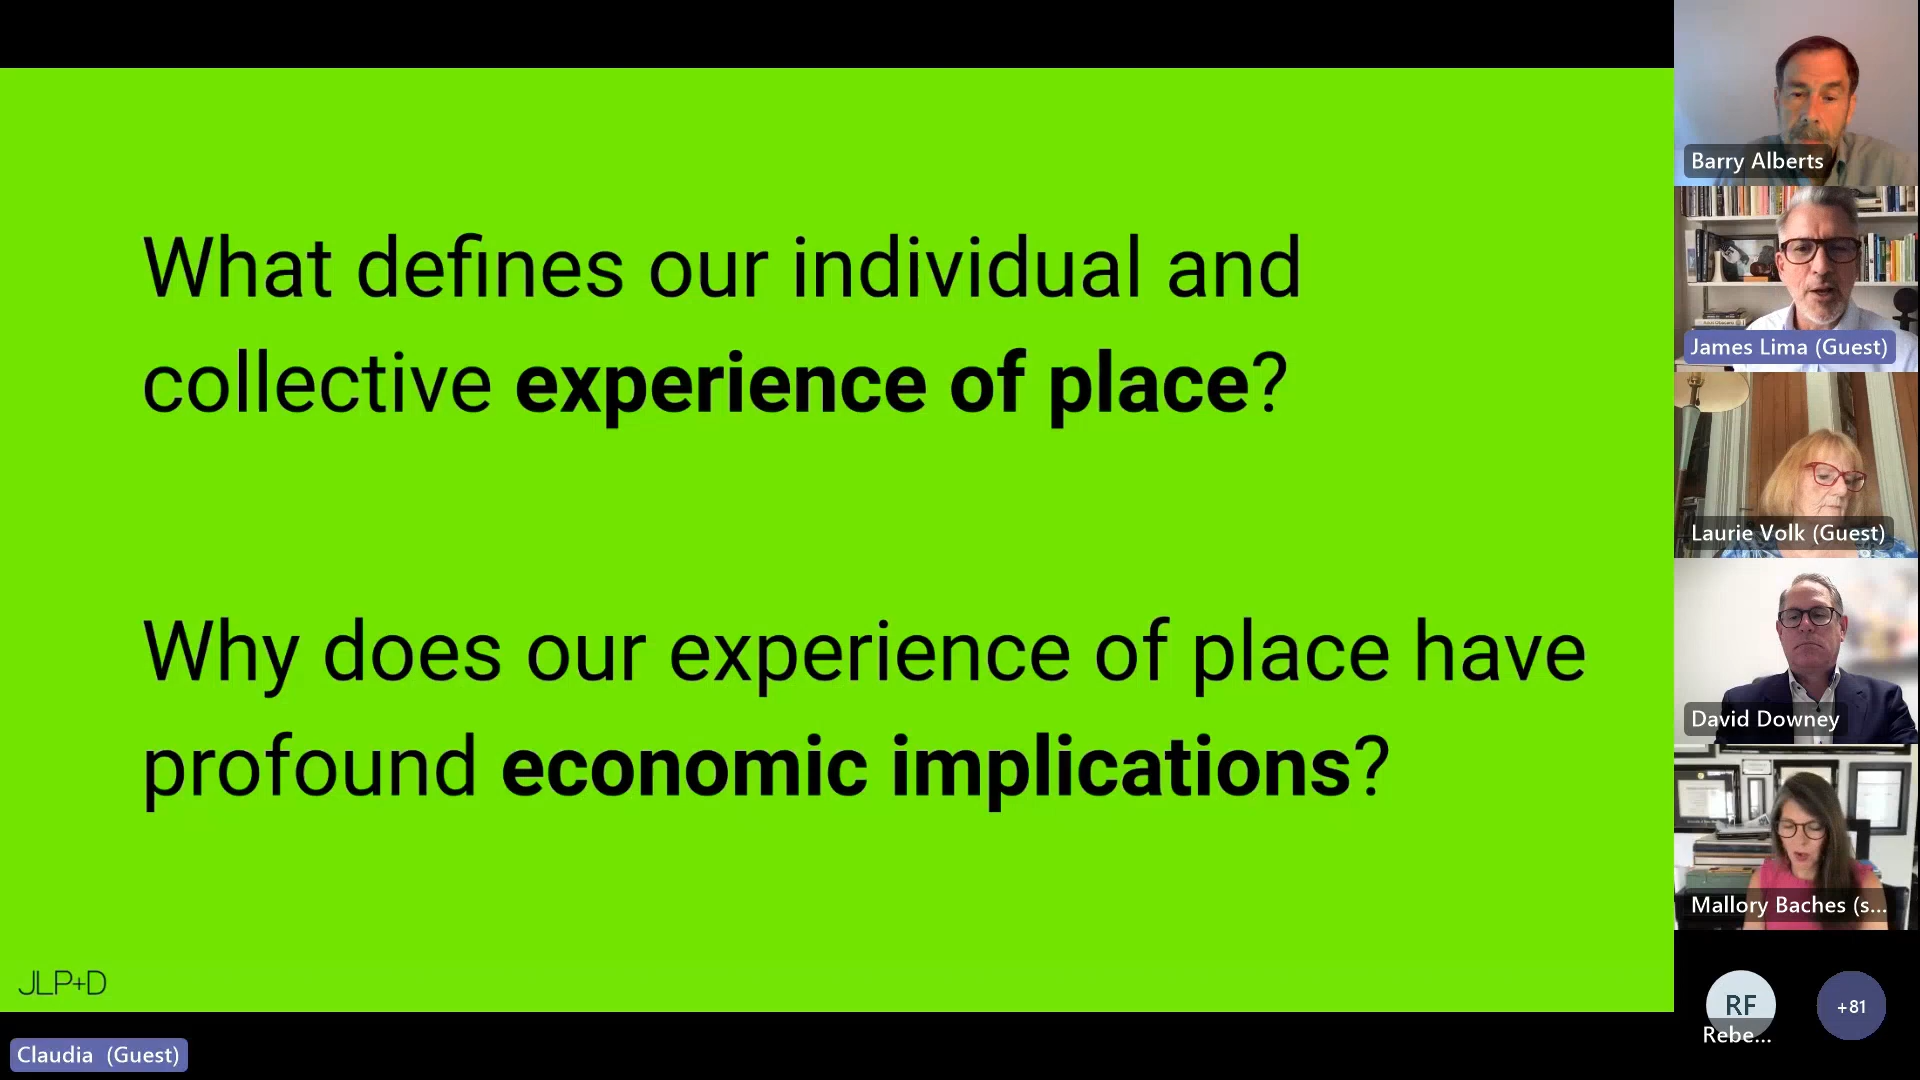 What defines our individual and
collective experience of place?
Why does our experience of place have
profound economic implications?
JLP+D
Claudia (Guest)
Barry Alberts
James Lima (Guest)
Laurie Volk (Guest)
David Downey
Mallory Baches (s...
RF
Rebe...
+81